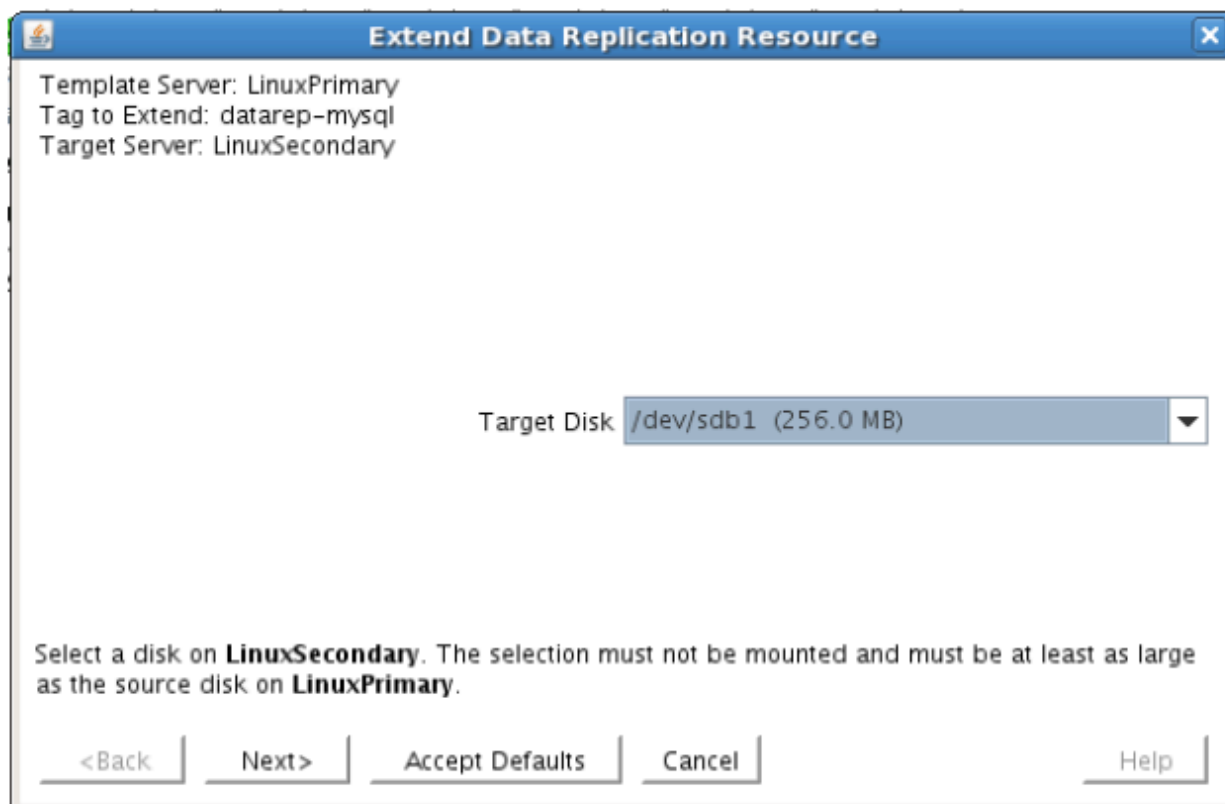 Extend Data Replication Resource
Template Server: LinuxPrimary
Tag to Extend: datarep-mysql
Target Server: LinuxSecondary
Target Disk /dev/sdb1 (256.0 MB)
Select a disk on LinuxSecondary. The selection must not be mounted and must be at least as large
as the source disk on LinuxPrimary.
<Back Next> Accept Defaults Cancel Help